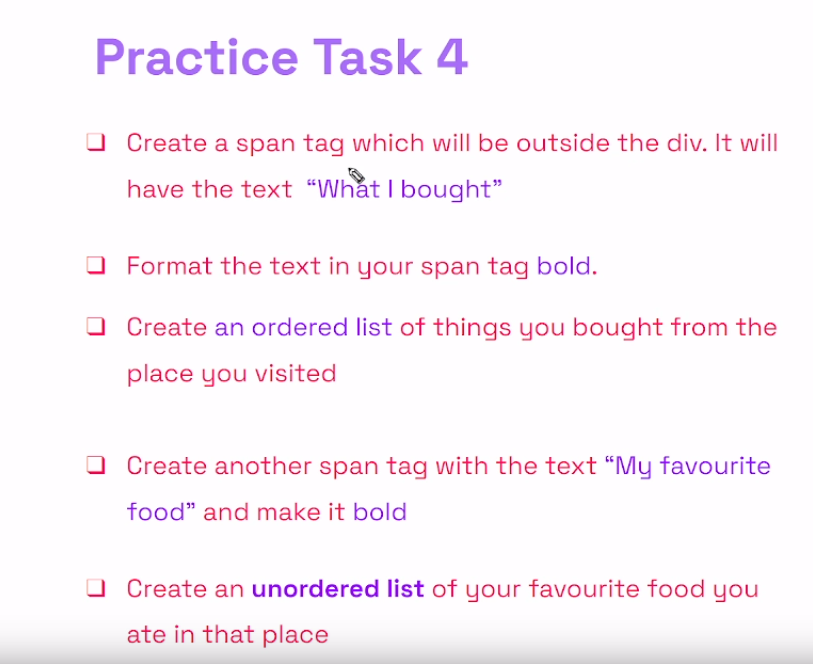 Practice Task 4
❏ Create a span tag which will be outside the div. It will
have the text “What I bought”
❏ Format the text in your span tag bold.
❏ Create an ordered list of things you bought from the
place you visited
❏ Create another span tag with the text “My favourite
food” and make it bold
❏ Create an unordered list of your favourite food you
ate in that place